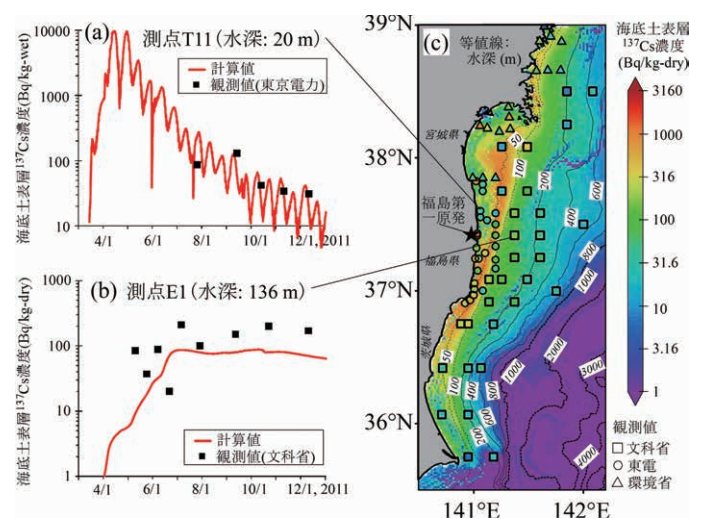 (a)
測点T11(水深: 20 m)
計算値
観測値(東京電力)
海底土表層¹³⁷Cs濃度(Bq/kg-wet)
10000
1000
100
10
4/1 6/1 8/1 10/1 12/1, 2011
(b)
測点E1(水深: 136 m)
計算値
観測値(文科省)
海底土表層¹³⁷Cs濃度(Bq/kg-dry)
1000
100
10
1
4/1 6/1 8/1 10/1 12/1, 2011
(c)
等値線:
水深 (m)
39°N
38°N
37°N
36°N
141°E 142°E
宮城県
福島第
一原発
福島県
茨城県
50
100
200
400
600
800
1000
50
100
400
800
600
200
1000
2000
3000
4000
海底土表層
¹³⁷Cs濃度
(Bq/kg-dry)
3160
1000
316
100
31.6
10
3.16
1
観測値
文科省
東電
環境省